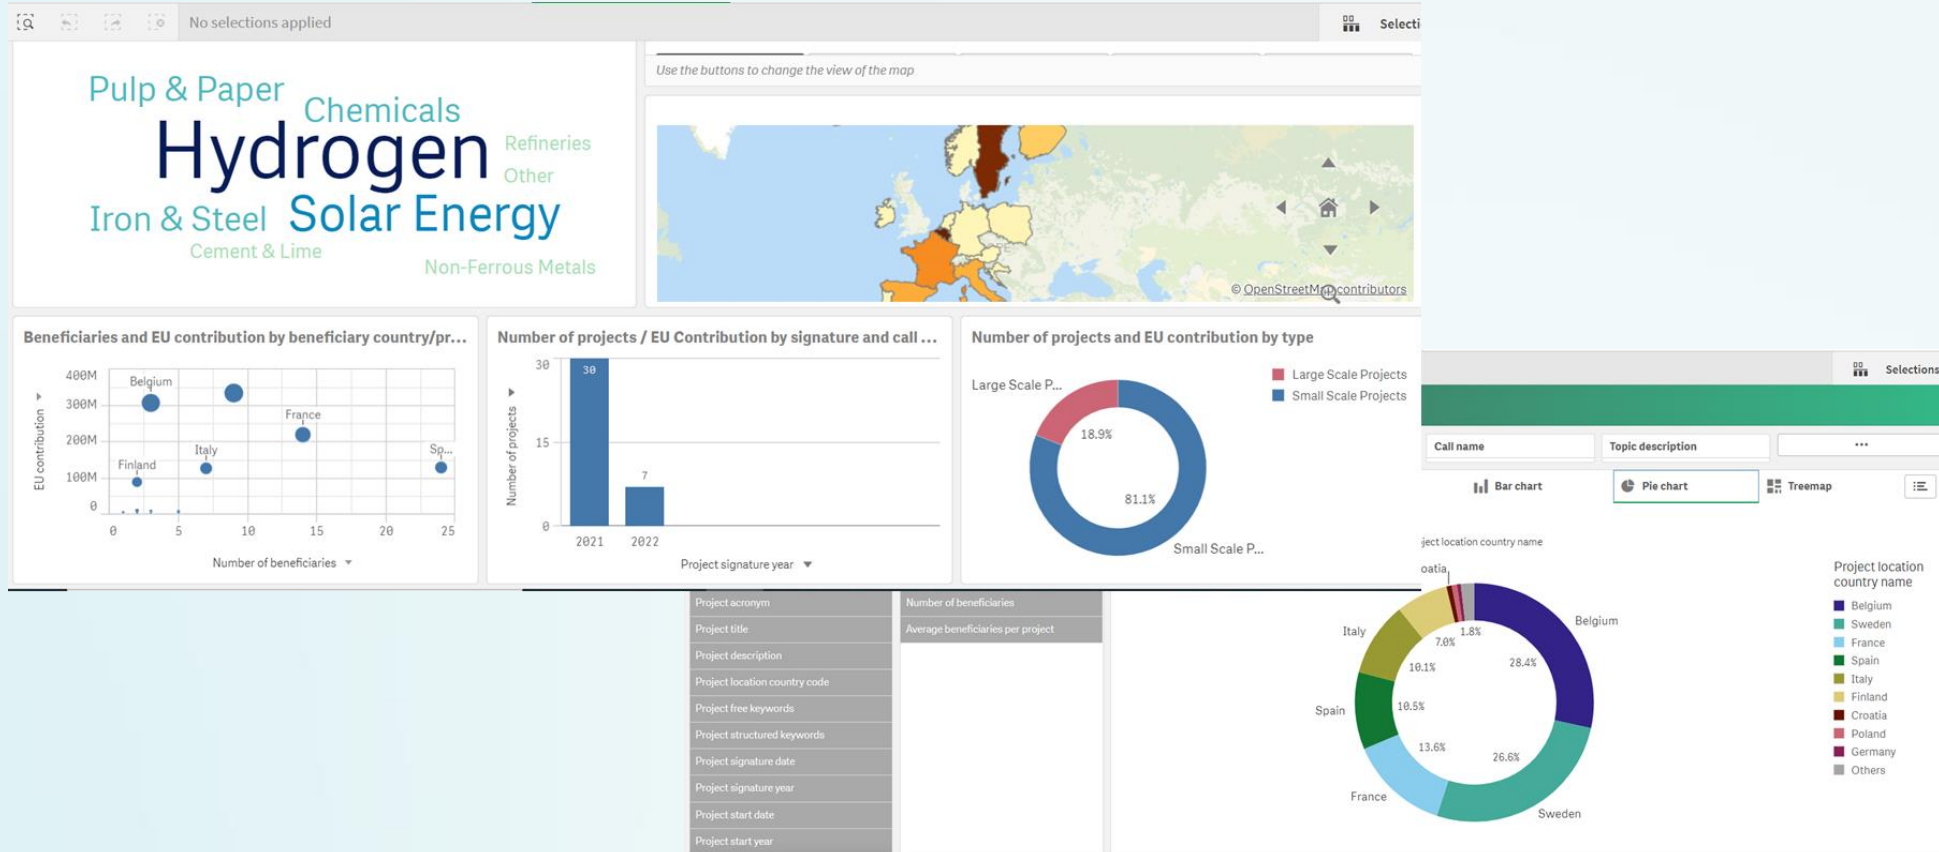 No selections applied
Selecti
Pulp & Paper
Chemicals
Hydrogen
Refineries
Other
Iron & Steel
Solar Energy
Cement & Lime
Non-Ferrous Metals
Use the buttons to change the view of the map
© OpenStreetMap contributors
Beneficiaries and EU contribution by beneficiary country/pr...
EU contribution
400M
300M
200M
100M
0
Belgium
France
Italy
Sp...
Finland
0 5 10 15 20 25
Number of beneficiaries
Number of projects / EU Contribution by signature and call ...
Number of projects
30
15
0
30
7
2021 2022
Project signature year
Number of projects and EU contribution by type
Large Scale P...
18.9%
81.1%
Small Scale P...
Large Scale Projects
Small Scale Projects
Selections
Call name
Topic description
...
Bar chart
Pie chart
Treemap
ject location country name
oatia
Belgium
28.4%
Sweden
26.6%
France
13.6%
Spain
10.5%
Italy
10.1%
7.0%
1.8%
Project location
country name
Belgium
Sweden
France
Spain
Italy
Finland
Croatia
Poland
Germany
Others
Project acronym
Project title
Project description
Project location country code
Project free keywords
Project structured keywords
Project signature date
Project signature year
Project start date
Project start year
Number of beneficiaries
Average beneficiaries per project